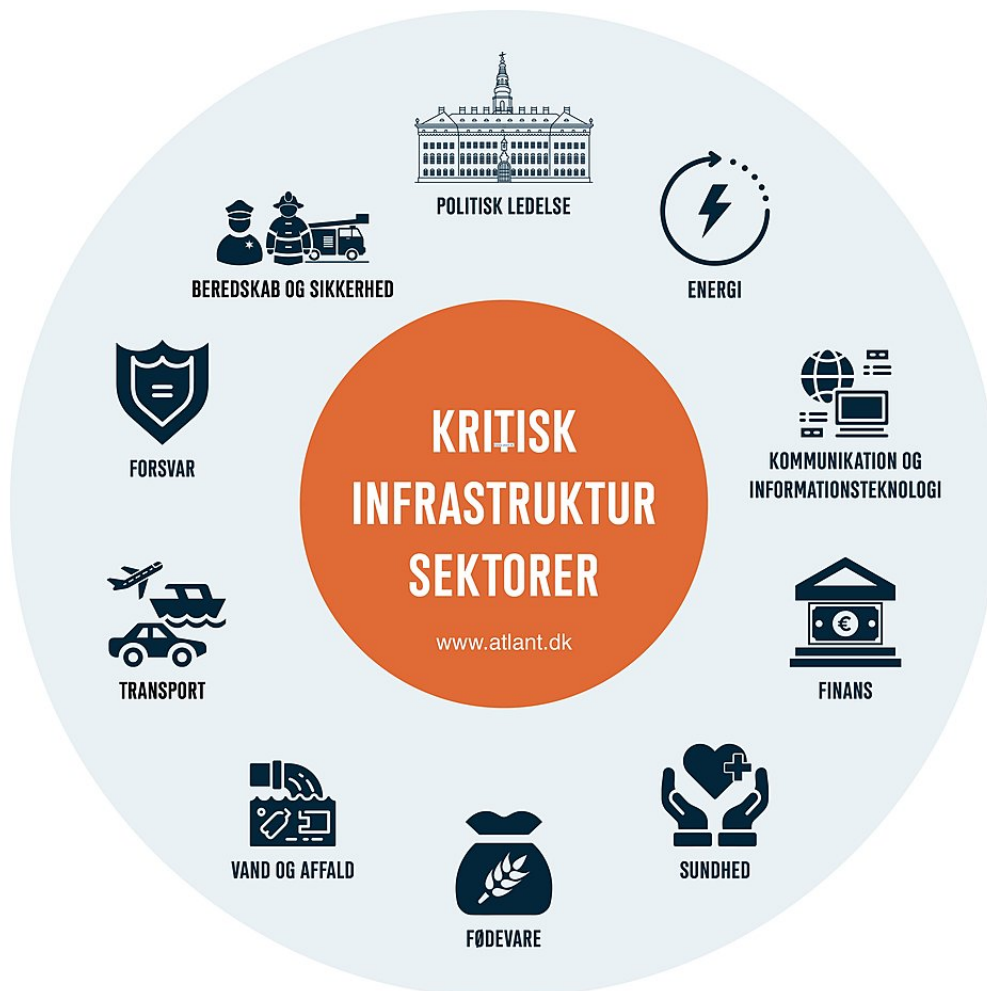 POLITISK LEDELSE
ENERGI
KOMMUNIKATION OG
INFORMATIONSTEKNOLOGI
FINANS
SUNDHED
FØDEVARE
VAND OG AFFALD
TRANSPORT
FORSVAR
BEREDSKAB OG SIKKERHED
KRITISK
INFRASTRUKTUR
SEKTORER
www.atlant.dk
€